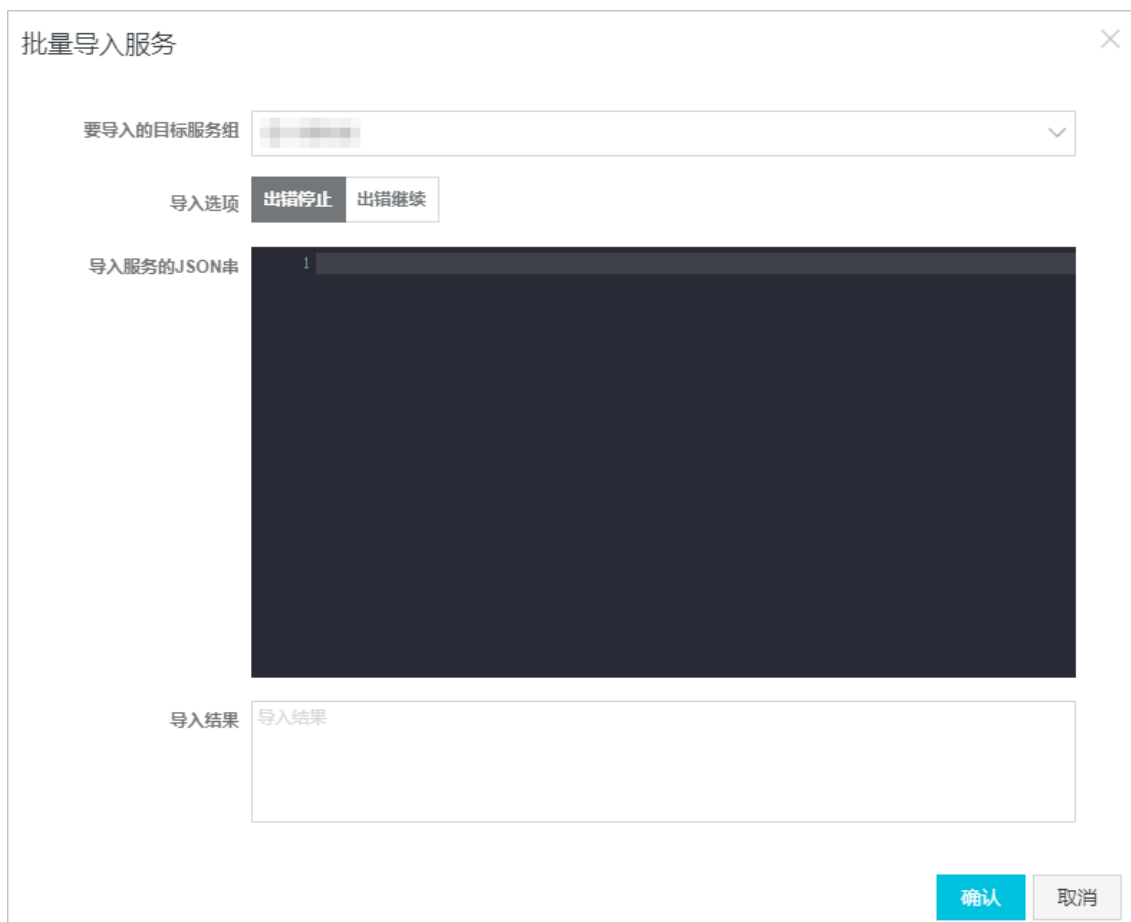 批量导入服务
要导入的目标服务组
导入选项 出错停止 出错继续
导入服务的JSON串 1
导入结果 导入结果
确认 取消